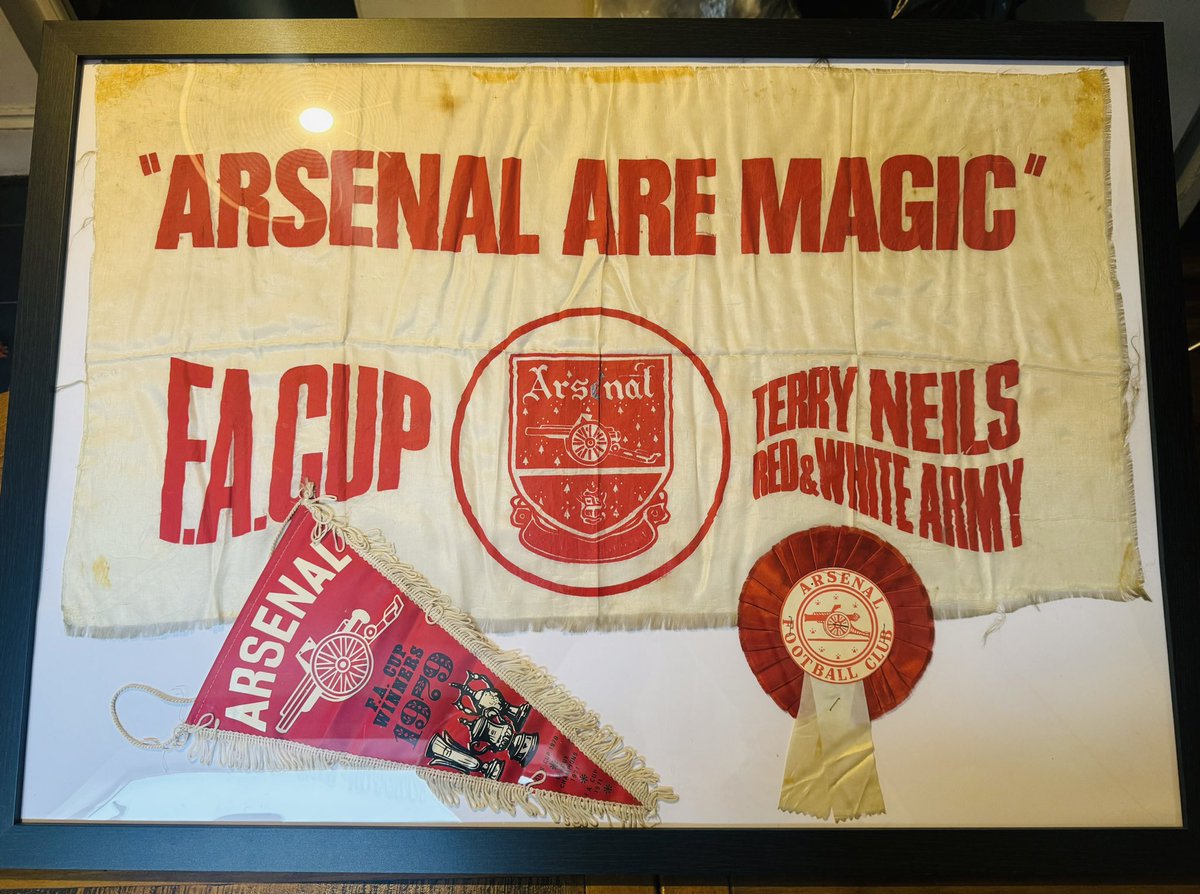 "ARSENAL ARE MAGIC"
F.A. CUP
Arsenal
TERRY NEILS
RED & WHITE ARMY
ARSENAL
F.A. CUP
WINNERS
1979
ARSENAL
FOOTBALL CLUB